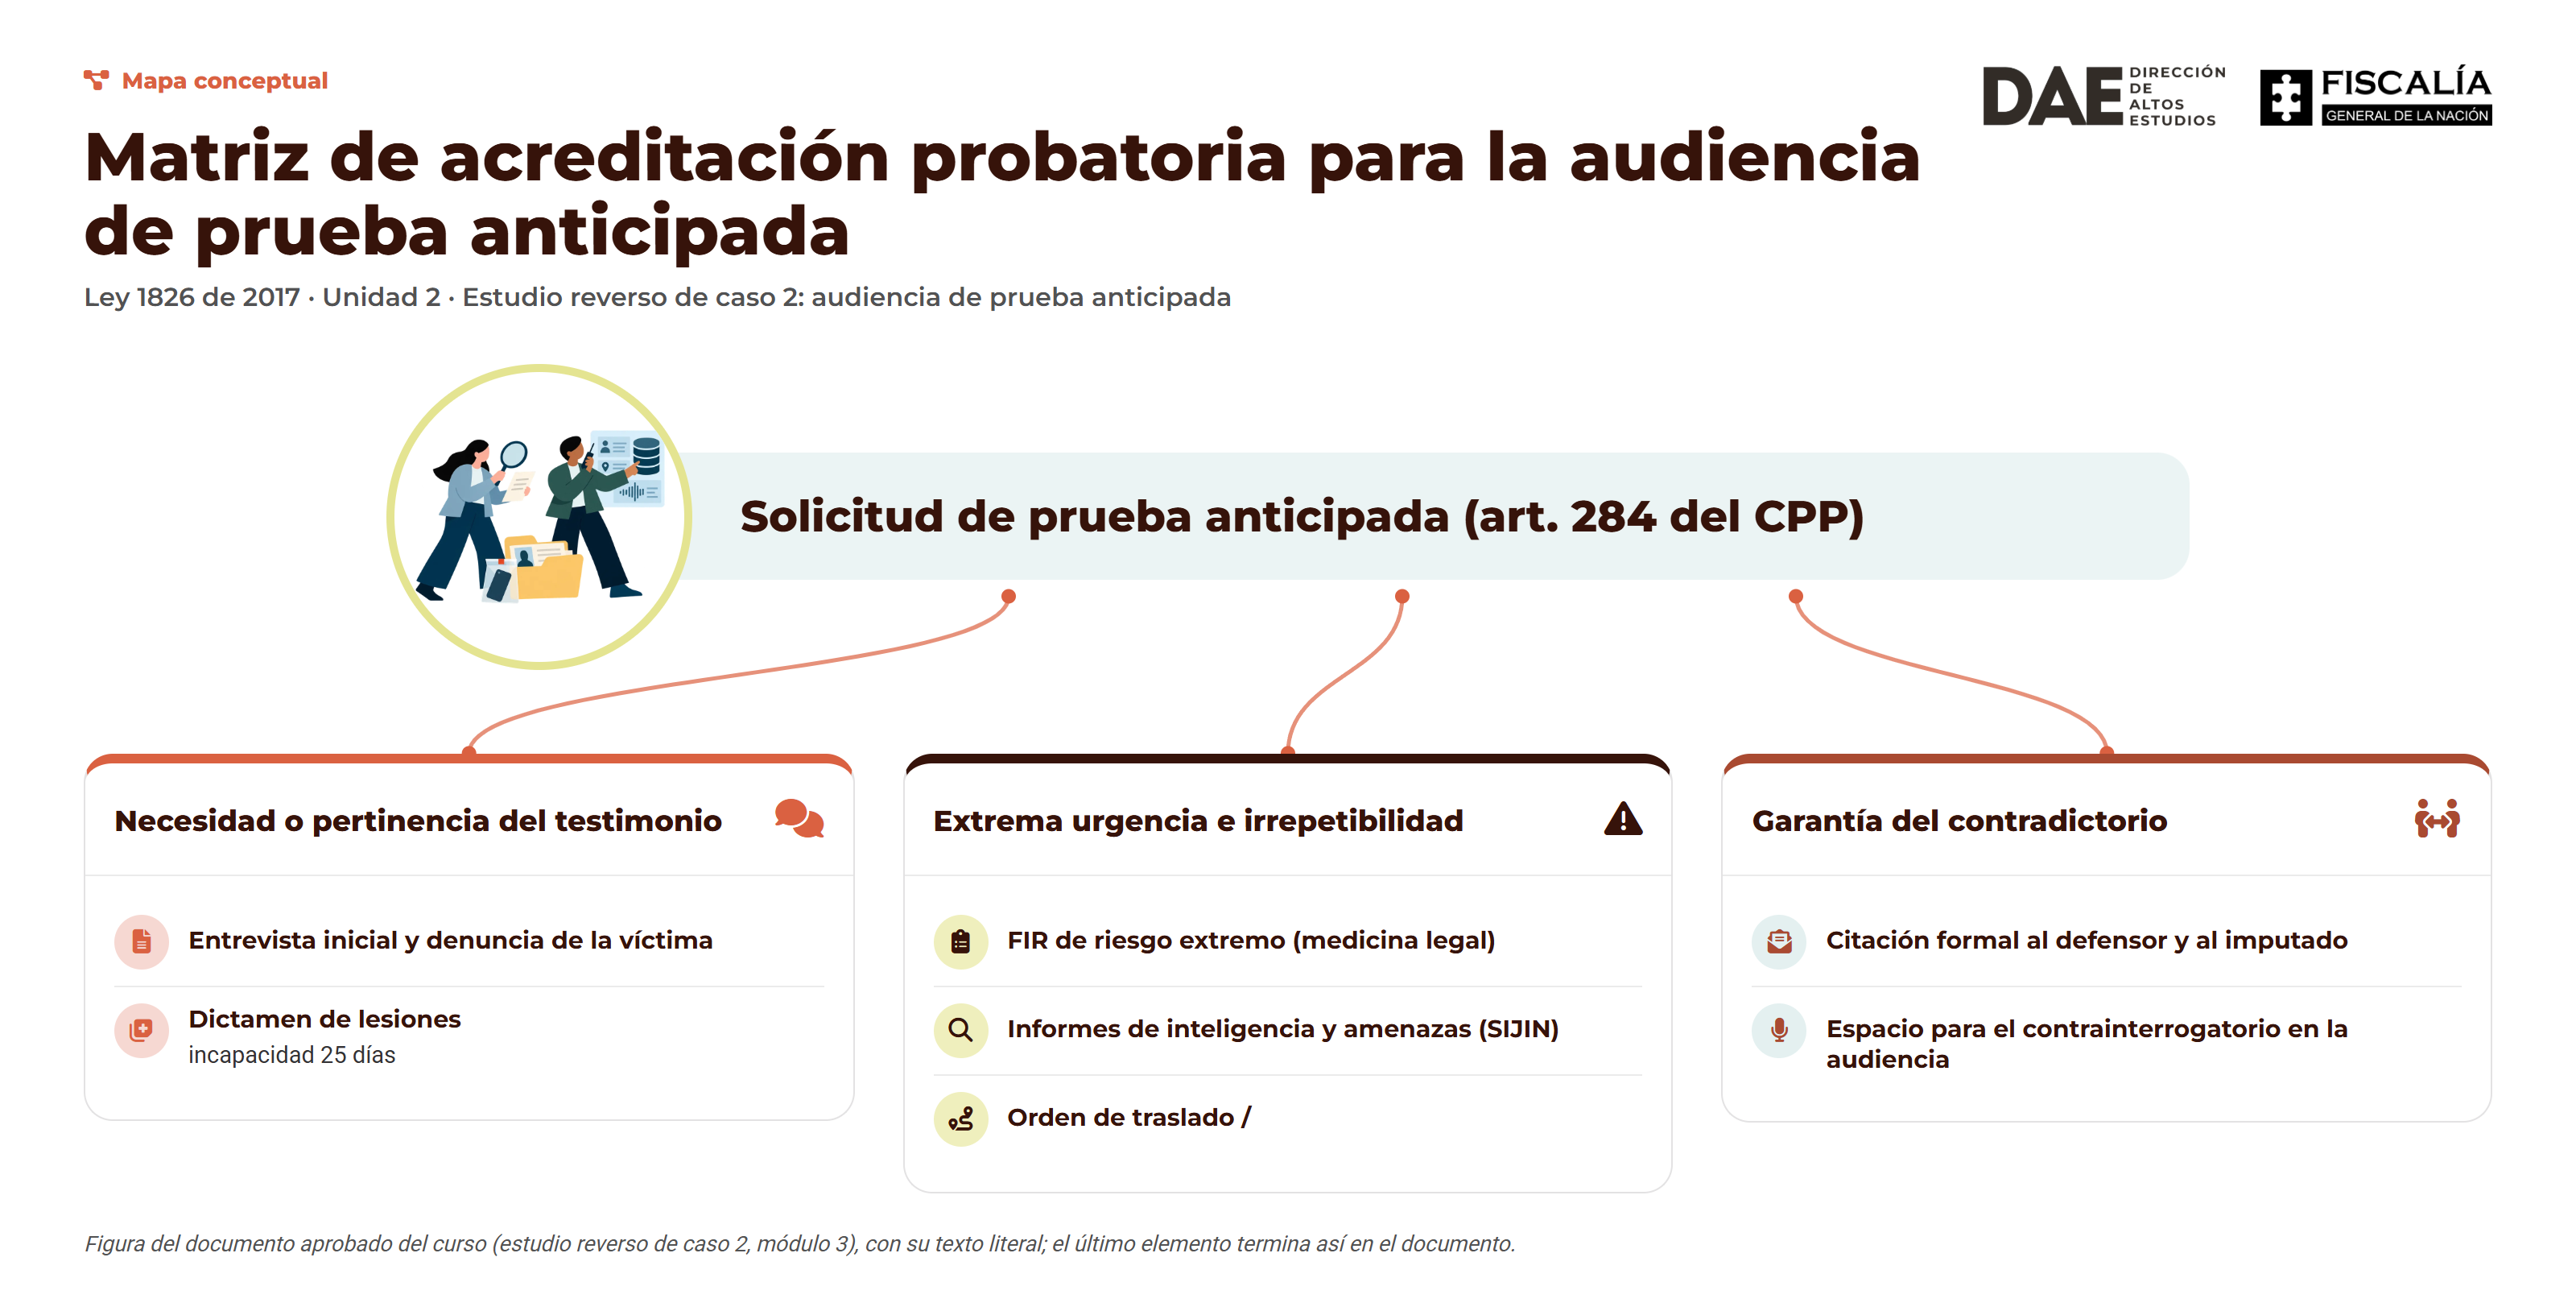 Mapa conceptual
DAE
DIRECCIÓN
DE
ALTOS
ESTUDIOS
FISCALÍA
GENERAL DE LA NACIÓN
Matriz de acreditación probatoria para la audiencia
de prueba anticipada
Ley 1826 de 2017 · Unidad 2 · Estudio reverso de caso 2: audiencia de prueba anticipada
Solicitud de prueba anticipada (art. 284 del CPP)
Necesidad o pertinencia del testimonio
Entrevista inicial y denuncia de la víctima
Dictamen de lesiones
incapacidad 25 días
Extrema urgencia e irrepetibilidad
FIR de riesgo extremo (medicina legal)
Informes de inteligencia y amenazas (SIJIN)
Orden de traslado /
Garantía del contradictorio
Citación formal al defensor y al imputado
Espacio para el contrainterrogatorio en la
audiencia
Figura del documento aprobado del curso (estudio reverso de caso 2, módulo 3), con su texto literal; el último elemento termina así en el documento.